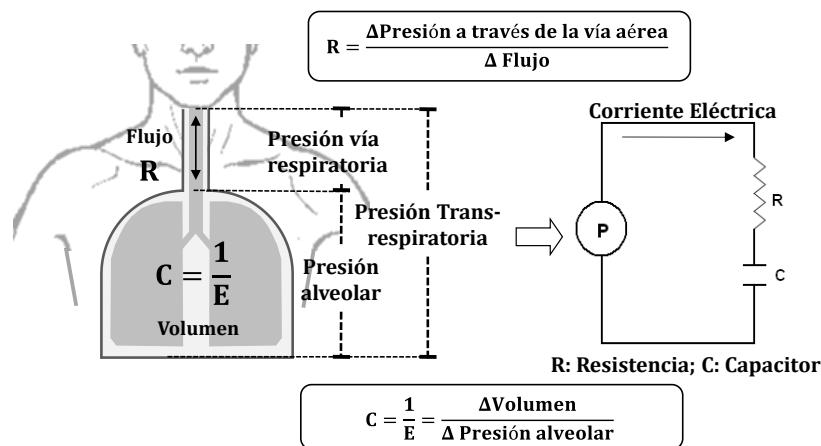 R = ΔPresión a través de la vía aérea / Δ Flujo
Corriente Eléctrica
Flujo
R
Presión vía
respiratoria
Presión Trans-
respiratoria
Presión
alveolar
C = 1/E
Volumen
P
R
C
R: Resistencia; C: Capacitor
C = 1/E = ΔVolumen / Δ Presión alveolar